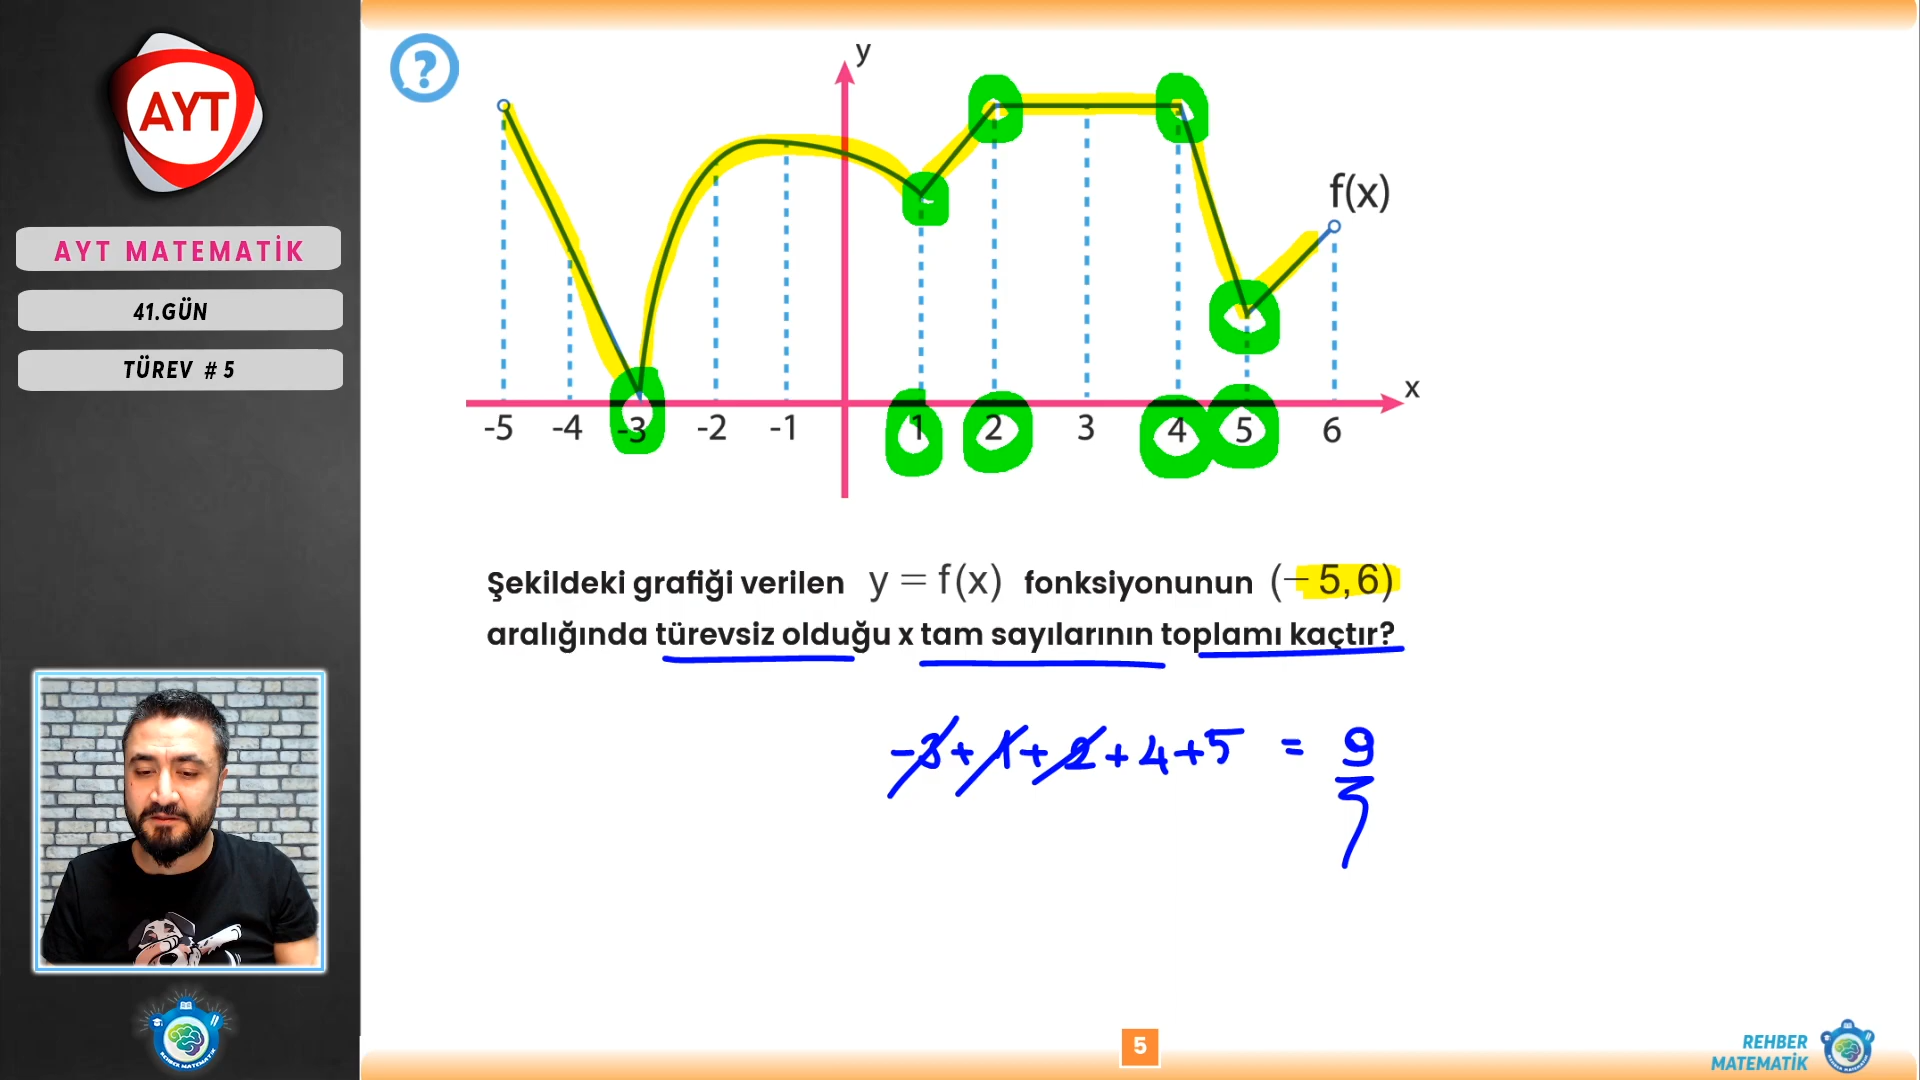 AYT
AYT MATEMATİK
41.GÜN
TÜREV # 5
?
y
f(x)
x
-5 -4 -3 -2 -1 1 2 3 4 5 6
Şekildeki grafiği verilen y = f(x) fonksiyonunun (−5,6)
aralığında türevsiz olduğu x tam sayılarının toplamı kaçtır?
-3+1+2+4+5 = 9
5
REHBER
MATEMATİK
REHBER MATEMATİK